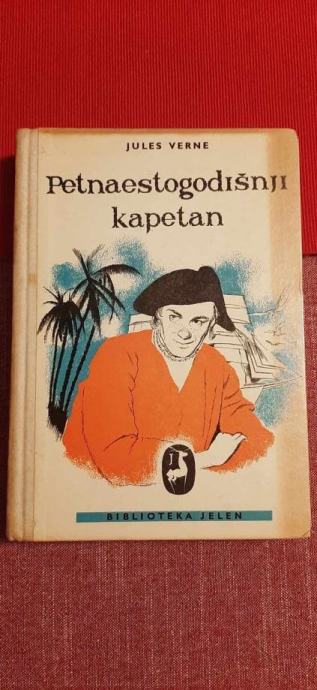 JULES VERNE
Petnaestogodišnji
kapetan
BIBLIOTEKA JELEN